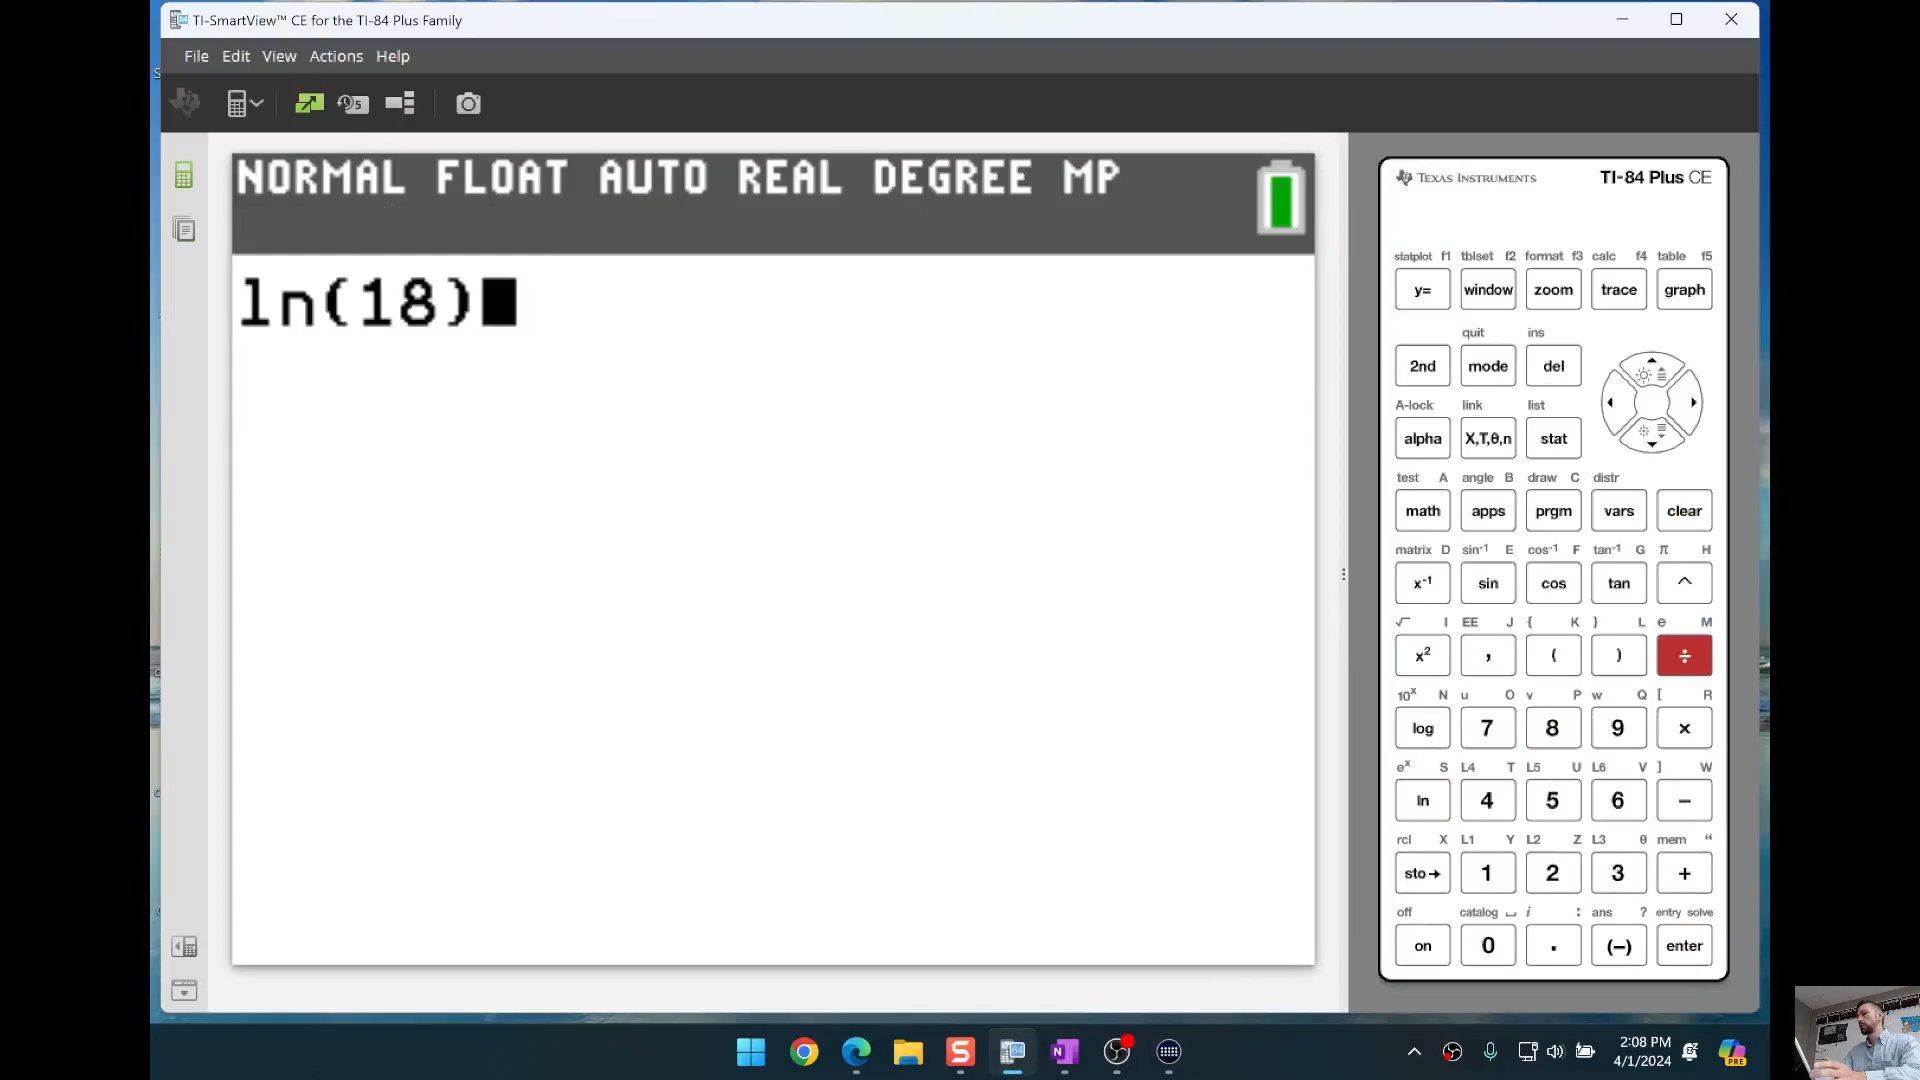 TI-SmartView™ CE for the TI-84 Plus Family
File Edit View Actions Help
5
NORMAL FLOAT AUTO REAL DEGREE MP
ln(18)
TEXAS INSTRUMENTS TI-84 Plus CE
statplot f1 tblset f2 format f3 calc f4 table f5
y= window zoom trace graph
quit ins
2nd mode del
A-lock link list
alpha X,T,θ,n stat
test A angle B draw C distr
math apps prgm vars clear
matrix D sin⁻¹ E cos⁻¹ F tan⁻¹ G π H
x⁻¹ sin cos tan ^
√ I EE J { K } L e M
x² , ( ) ÷
10ˣ N u O v P w Q [ R
log 7 8 9 ×
eˣ S L4 T L5 U L6 V ] W
ln 4 5 6 −
rcl X L1 Y L2 Z L3 θ mem “
sto→ 1 2 3 +
off catalog ⎵ i : ans ? entry solve
on 0 . (−) enter
S 84 N
2:08 PM
4/1/2024
PRE